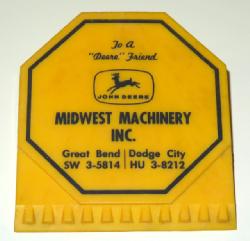 To A
"Deere" Friend
JOHN DEERE
MIDWEST MACHINERY
INC.
Great Bend | Dodge City
SW 3-5814 | HU 3-8212